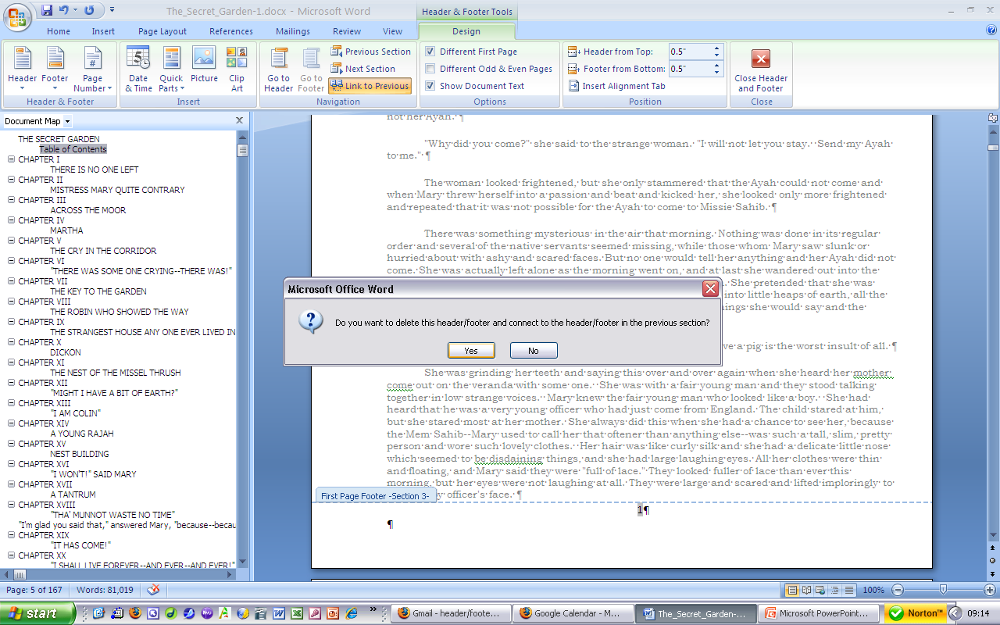 The_Secret_Garden-1.docx - Microsoft Word
Header & Footer Tools
Home Insert Page Layout References Mailings Review View Design
Header Footer Page Number
Header & Footer
Date & Time Quick Parts Picture Clip Art
Insert
Go to Header Go to Footer
Previous Section
Next Section
Link to Previous
Navigation
Different First Page
Different Odd & Even Pages
Show Document Text
Options
Header from Top: 0.5"
Footer from Bottom: 0.5"
Insert Alignment Tab
Position
Close Header and Footer
Close
Document Map
THE SECRET GARDEN
Table of Contents
CHAPTER I
THERE IS NO ONE LEFT
CHAPTER II
MISTRESS MARY QUITE CONTRARY
CHAPTER III
ACROSS THE MOOR
CHAPTER IV
MARTHA
CHAPTER V
THE CRY IN THE CORRIDOR
CHAPTER VI
"THERE WAS SOME ONE CRYING--THERE WAS!"
CHAPTER VII
THE KEY TO THE GARDEN
CHAPTER VIII
THE ROBIN WHO SHOWED THE WAY
CHAPTER IX
THE STRANGEST HOUSE ANY ONE EVER LIVED IN
CHAPTER X
DICKON
CHAPTER XI
THE NEST OF THE MISSEL THRUSH
CHAPTER XII
"MIGHT I HAVE A BIT OF EARTH?"
CHAPTER XIII
"I AM COLIN"
CHAPTER XIV
A YOUNG RAJAH
CHAPTER XV
NEST BUILDING
CHAPTER XVI
"I WON'T!" SAID MARY
CHAPTER XVII
A TANTRUM
CHAPTER XVIII
"THA' MUNNOT WASTE NO TIME"
"I'm glad you said that," answered Mary, "because--becau
CHAPTER XIX
"IT HAS COME!"
CHAPTER XX
"I SHALL LIVE FOREVER--AND EVER--AND EVER!"
not her Ayah. ¶
"Why did you come?" she said to the strange woman. "I will not let you stay. Send my Ayah
to me." ¶
The woman looked frightened, but she only stammered that the Ayah could not come and
when Mary threw herself into a passion and beat and kicked her, she looked only more frightened
and repeated that it was not possible for the Ayah to come to Missie Sahib. ¶
There was something mysterious in the air that morning. Nothing was done in its regular
order and several of the native servants seemed missing, while those whom Mary saw slunk or
hurried about with ashy and scared faces. But no one would tell her anything and her Ayah did not
come. She was actually left alone as the morning went on, and at last she wandered out into the
She pretended that she was
into little heaps of earth, all the
she would say and the
a pig is the worst insult of all. ¶
Microsoft Office Word
Do you want to delete this header/footer and connect to the header/footer in the previous section?
Yes No
She was grinding her teeth and saying this over and over again when she heard her mother
come out on the veranda with some one. She was with a fair young man and they stood talking
together in low strange voices. Mary knew the fair young man who looked like a boy. She had
heard that he was a very young officer who had just come from England. The child stared at him,
but she stared most at her mother. She always did this when she had a chance to see her, because
the Mem Sahib--Mary used to call her that oftener than anything else--was such a tall, slim, pretty
person and wore such lovely clothes. Her hair was like curly silk and she had a delicate little nose
which seemed to be disdaining things, and she had large laughing eyes. All her clothes were thin
and floating, and Mary said they were "full of lace." They looked fuller of lace than ever this
morning, but her eyes were not laughing at all. They were large and scared and lifted imploringly to
officer's face. ¶
First Page Footer -Section 3-
1¶
¶
Page: 5 of 167 Words: 81,019 100%
start Gmail - header/foote... Google Calendar - M... The_Secret_Garden-... Microsoft PowerPoint... Norton™ 09:14